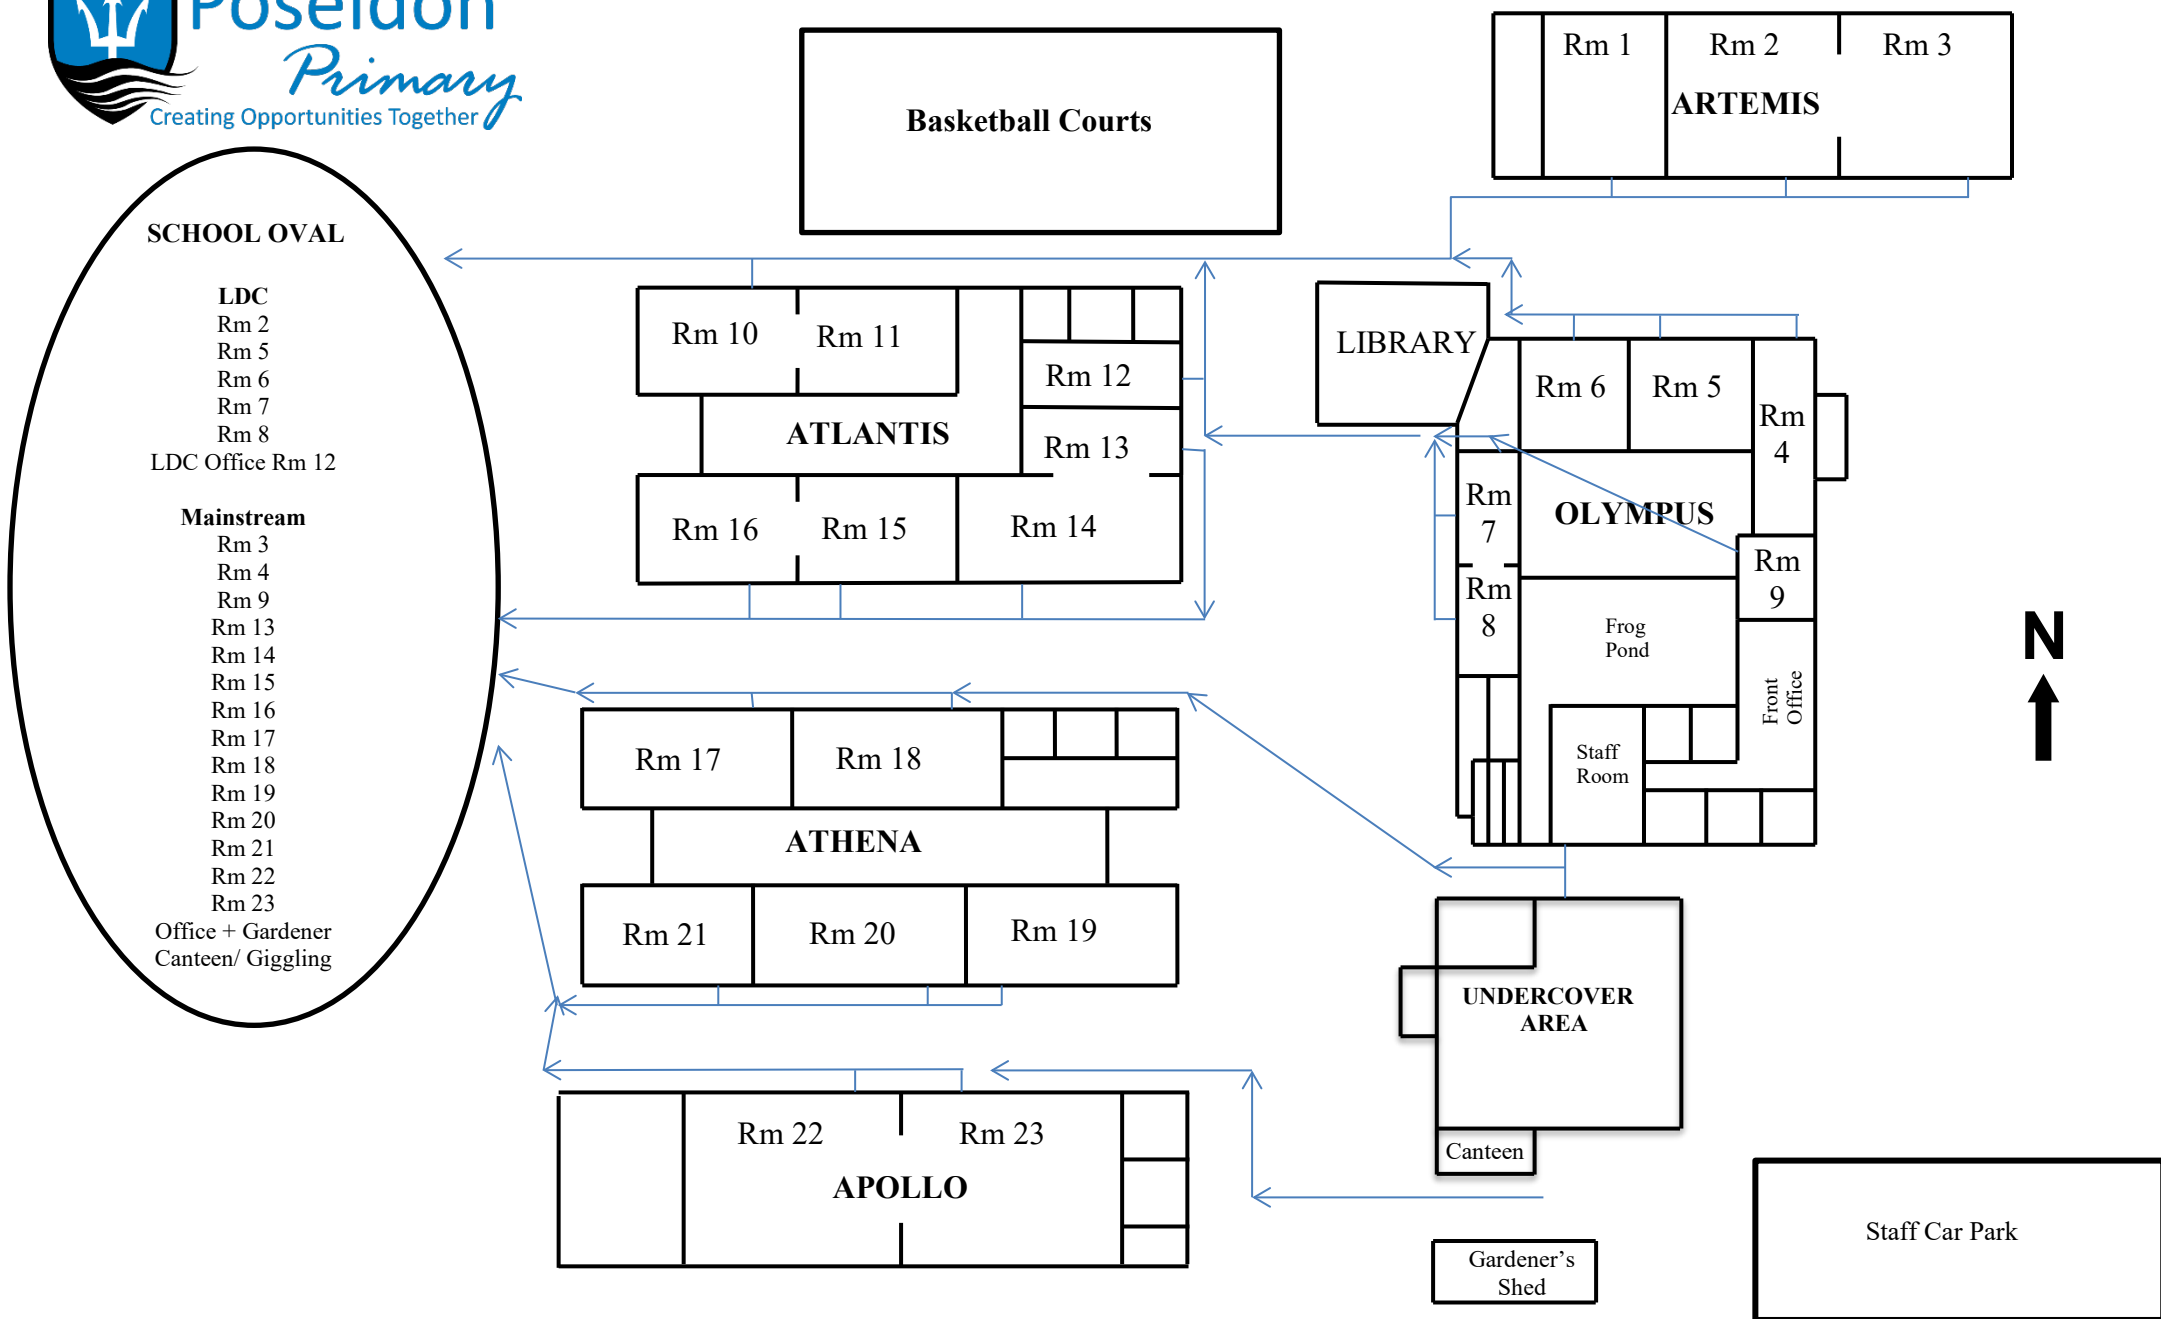 Poseidon
Primary
Creating Opportunities Together
Basketball Courts
Rm 1
Rm 2
Rm 3
ARTEMIS
SCHOOL OVAL
LDC
Rm 2
Rm 5
Rm 6
Rm 7
Rm 8
LDC Office Rm 12
Mainstream
Rm 3
Rm 4
Rm 9
Rm 13
Rm 14
Rm 15
Rm 16
Rm 17
Rm 18
Rm 19
Rm 20
Rm 21
Rm 22
Rm 23
Office + Gardener
Canteen/ Giggling
Rm 10
Rm 11
Rm 12
ATLANTIS
Rm 13
Rm 16
Rm 15
Rm 14
LIBRARY
Rm 6
Rm 5
Rm
4
Rm
7
OLYMPUS
Rm
8
Rm
9
Frog
Pond
Front
Office
Staff
Room
N
Rm 17
Rm 18
ATHENA
Rm 21
Rm 20
Rm 19
UNDERCOVER
AREA
Canteen
Rm 22
Rm 23
APOLLO
Gardener’s
Shed
Staff Car Park